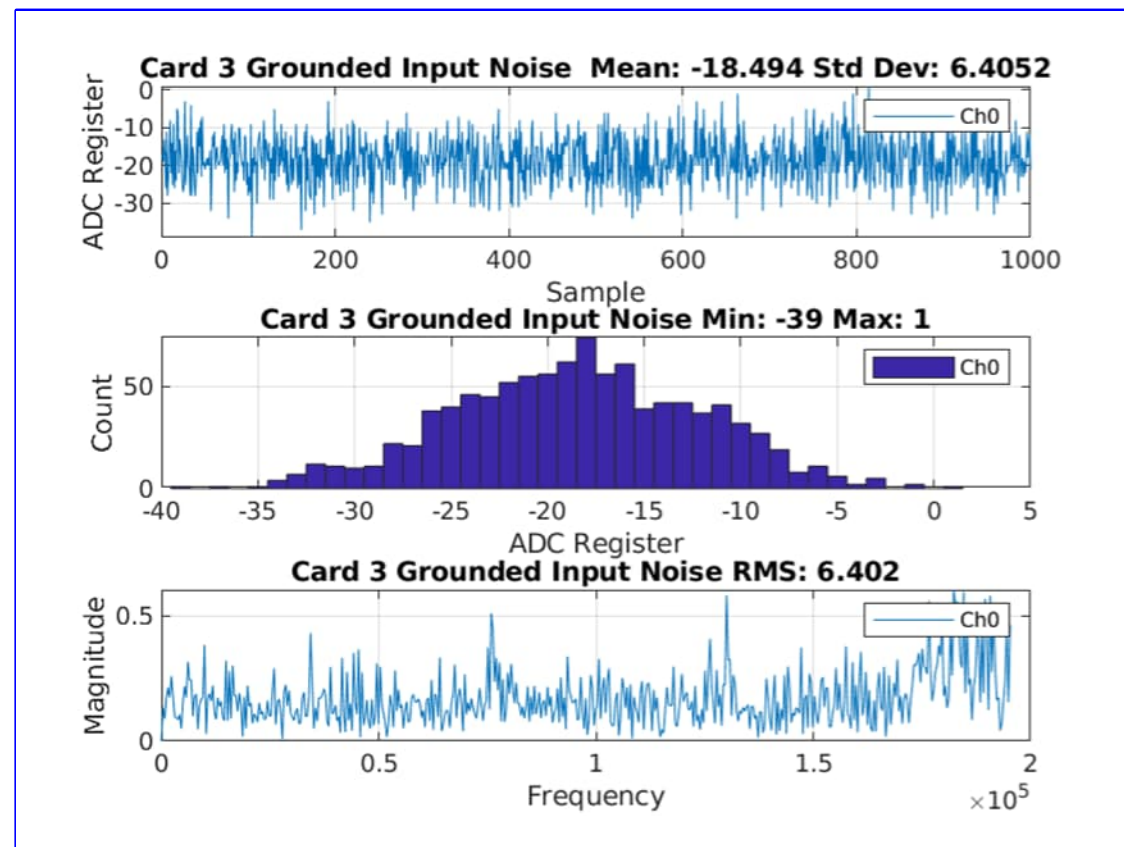 Card 3 Grounded Input Noise  Mean: -18.494 Std Dev: 6.4052
ADC Register
0
-10
-20
-30
Ch0
0 200 400 600 800 1000
Sample
Card 3 Grounded Input Noise Min: -39 Max: 1
Count
50
0
Ch0
-40 -35 -30 -25 -20 -15 -10 -5 0 5
ADC Register
Card 3 Grounded Input Noise RMS: 6.402
Magnitude
0.5
0
Ch0
0 0.5 1 1.5 2
Frequency
×10⁵